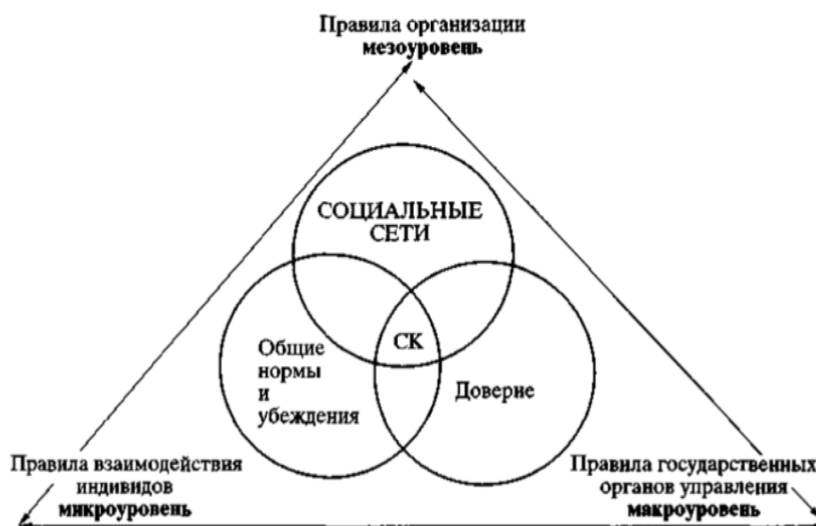 Правила организации
мезоуровень
СОЦИАЛЬНЫЕ
СЕТИ
СК
Общие
нормы
и
убеждения
Доверие
Правила взаимодействия
индивидов
микроуровень
Правила государственных
органов управления
макроуровень